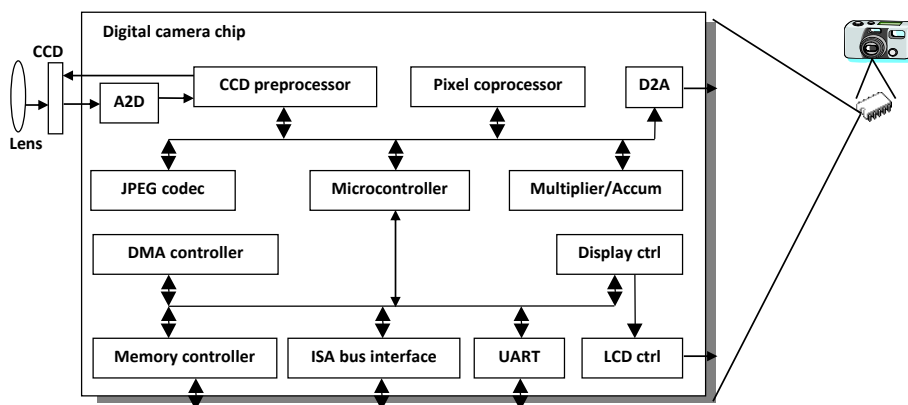 Digital camera chip
CCD
CCD preprocessor
Pixel coprocessor
D2A
A2D
Lens
JPEG codec
Microcontroller
Multiplier/Accum
DMA controller
Display ctrl
Memory controller
ISA bus interface
UART
LCD ctrl